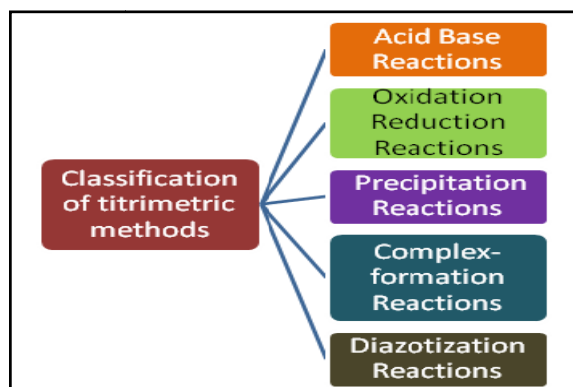 Classification
of titrimetric
methods
Acid Base
Reactions
Oxidation
Reduction
Reactions
Precipitation
Reactions
Complex-
formation
Reactions
Diazotization
Reactions